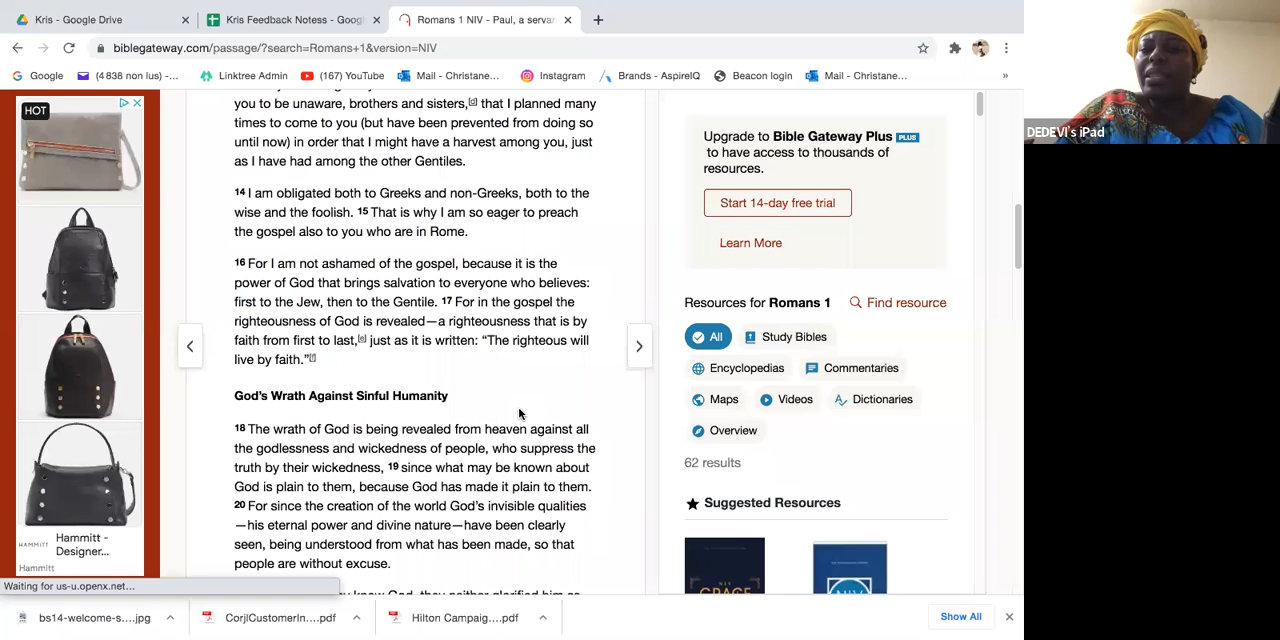 Kris - Google Drive
Kris Feedback Notess - Goog
Romans 1 NIV - Paul, a servan
biblegateway.com/passage/?search=Romans+1&version=NIV
Google
(4 838 non lus) -...
Linktree Admin
(167) YouTube
Mail - Christane...
Instagram
Brands - AspireIQ
Beacon login
Mail - Christane...
»
HOT
HAMMITT
Hammitt -
Designer...
Hammitt
you to be unaware, brothers and sisters,[d] that I planned many
times to come to you (but have been prevented from doing so
until now) in order that I might have a harvest among you, just
as I have had among the other Gentiles.
14 I am obligated both to Greeks and non-Greeks, both to the
wise and the foolish. 15 That is why I am so eager to preach
the gospel also to you who are in Rome.
16 For I am not ashamed of the gospel, because it is the
power of God that brings salvation to everyone who believes:
first to the Jew, then to the Gentile. 17 For in the gospel the
righteousness of God is revealed—a righteousness that is by
faith from first to last,[e] just as it is written: “The righteous will
live by faith.”[f]
God’s Wrath Against Sinful Humanity
18 The wrath of God is being revealed from heaven against all
the godlessness and wickedness of people, who suppress the
truth by their wickedness, 19 since what may be known about
God is plain to them, because God has made it plain to them.
20 For since the creation of the world God’s invisible qualities
—his eternal power and divine nature—have been clearly
seen, being understood from what has been made, so that
people are without excuse.
Upgrade to Bible Gateway Plus PLUS
to have access to thousands of
resources.
Start 14-day free trial
Learn More
Resources for Romans 1
Find resource
All
Study Bibles
Encyclopedias
Commentaries
Maps
Videos
Dictionaries
Overview
62 results
Suggested Resources
NIV
GRACE
NIV
DEDEVI's iPad
Waiting for us-u.openx.net...
bs14-welcome-s....jpg
CorjlCustomerIn....pdf
Hilton Campaig....pdf
Show All